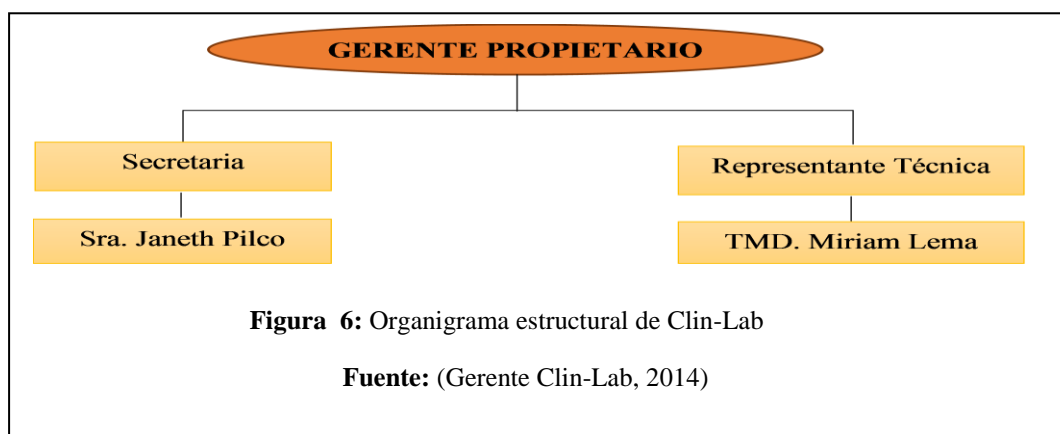 GERENTE PROPIETARIO
Secretaria
Representante Técnica
Sra. Janeth Pilco
TMD. Miriam Lema
Figura 6: Organigrama estructural de Clin-Lab
Fuente: (Gerente Clin-Lab, 2014)